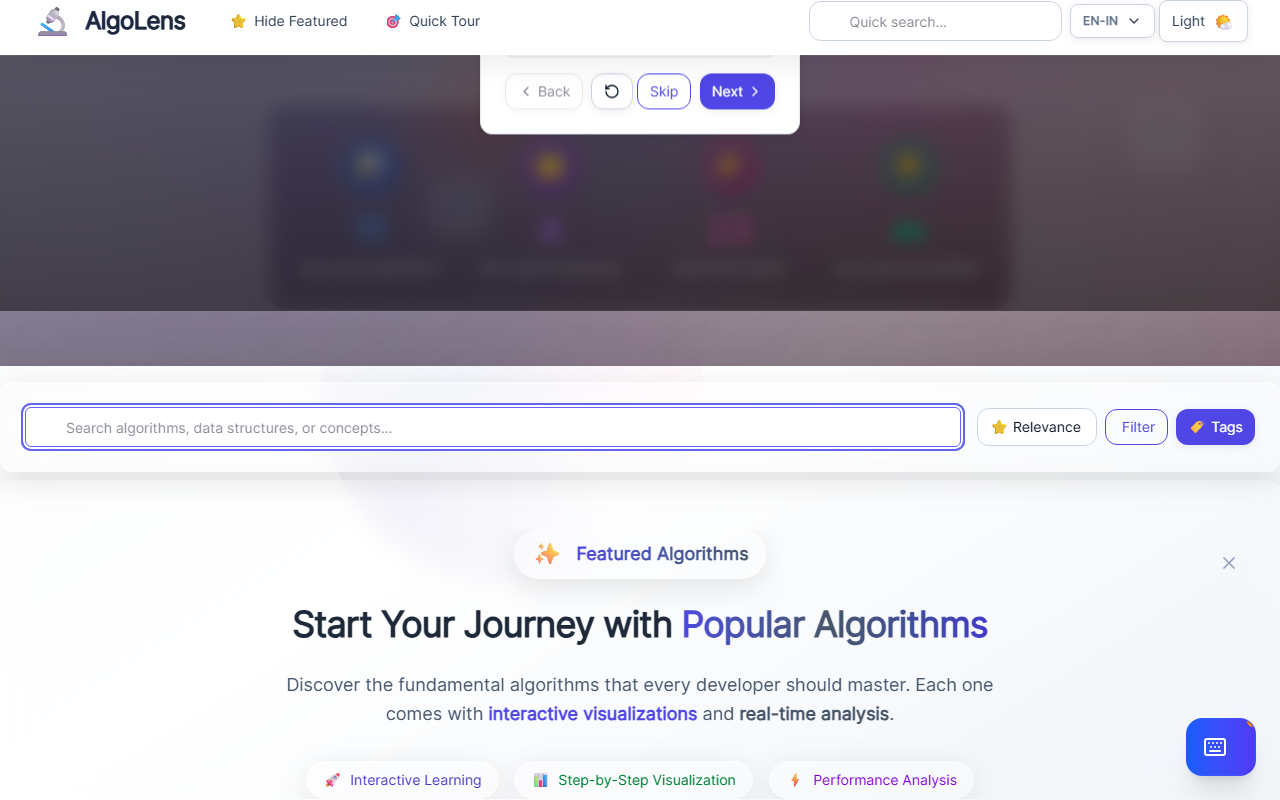 AlgoLens
Hide Featured
Quick Tour
Quick search...
EN-IN
Light
Back
Skip
Next
Search algorithms, data structures, or concepts...
Relevance
Filter
Tags
Featured Algorithms
Start Your Journey with Popular Algorithms
Discover the fundamental algorithms that every developer should master. Each one
comes with interactive visualizations and real-time analysis.
Interactive Learning
Step-by-Step Visualization
Performance Analysis